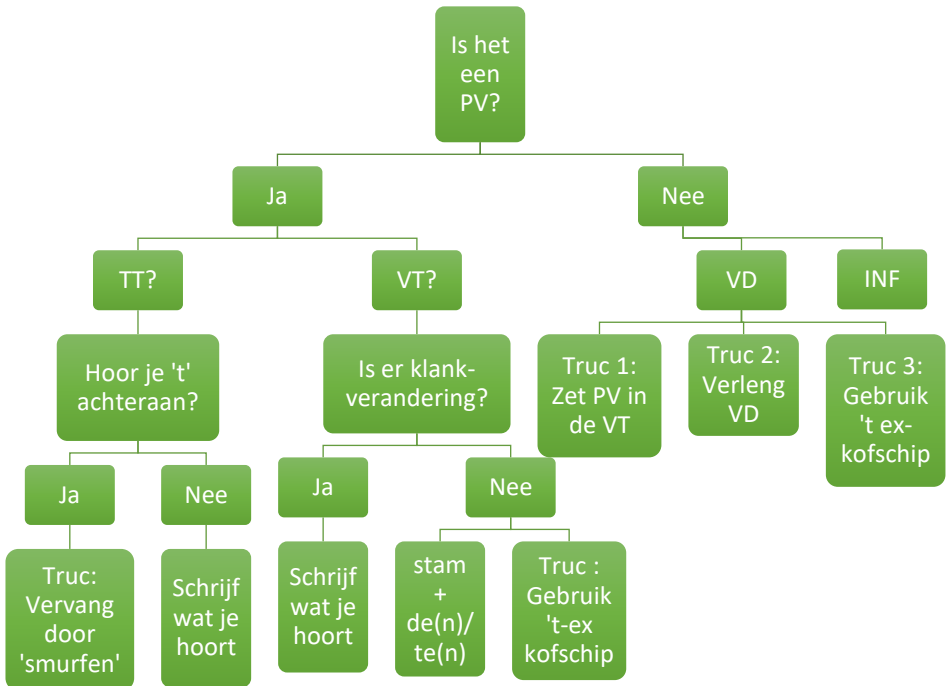 Is het
een
PV?
Ja
Nee
TT?
VT?
VD
INF
Hoor je 't'
achteraan?
Is er klank-
verandering?
Truc 1:
Zet PV in
de VT
Truc 2:
Verleng
VD
Truc 3:
Gebruik
't ex-
kofschip
Ja
Nee
Ja
Nee
Truc:
Vervang
door
'smurfen'
Schrijf
wat je
hoort
Schrijf
wat je
hoort
stam
+
de(n)/
te(n)
Truc :
Gebruik
't-ex
kofschip